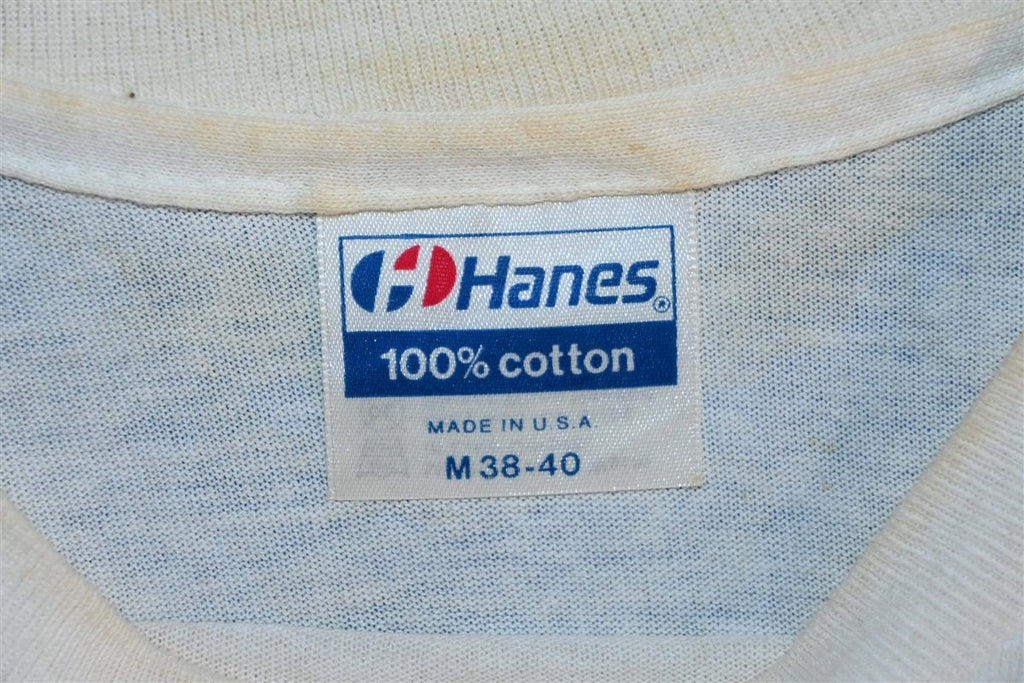 Hanes®
100% cotton
MADE IN U.S.A
M 38-40